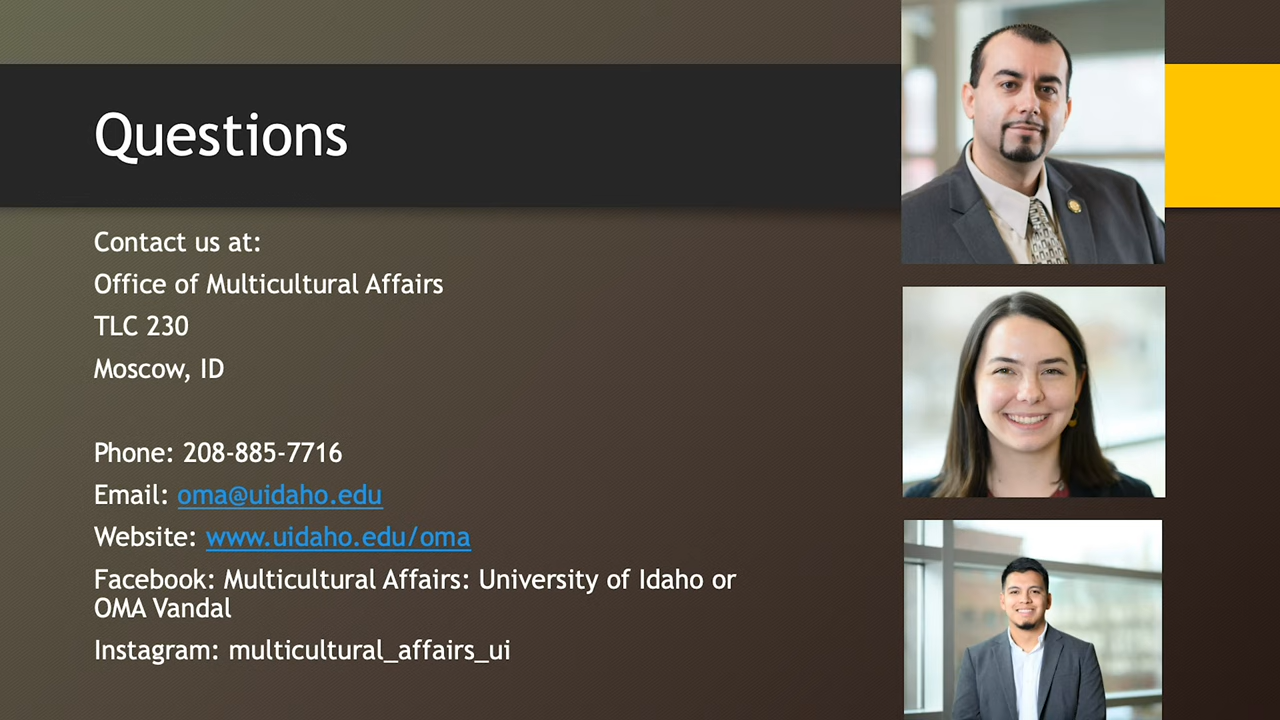 Questions
Contact us at:
Office of Multicultural Affairs
TLC 230
Moscow, ID
Phone: 208-885-7716
Email: oma@uidaho.edu
Website: www.uidaho.edu/oma
Facebook: Multicultural Affairs: University of Idaho or
OMA Vandal
Instagram: multicultural_affairs_ui